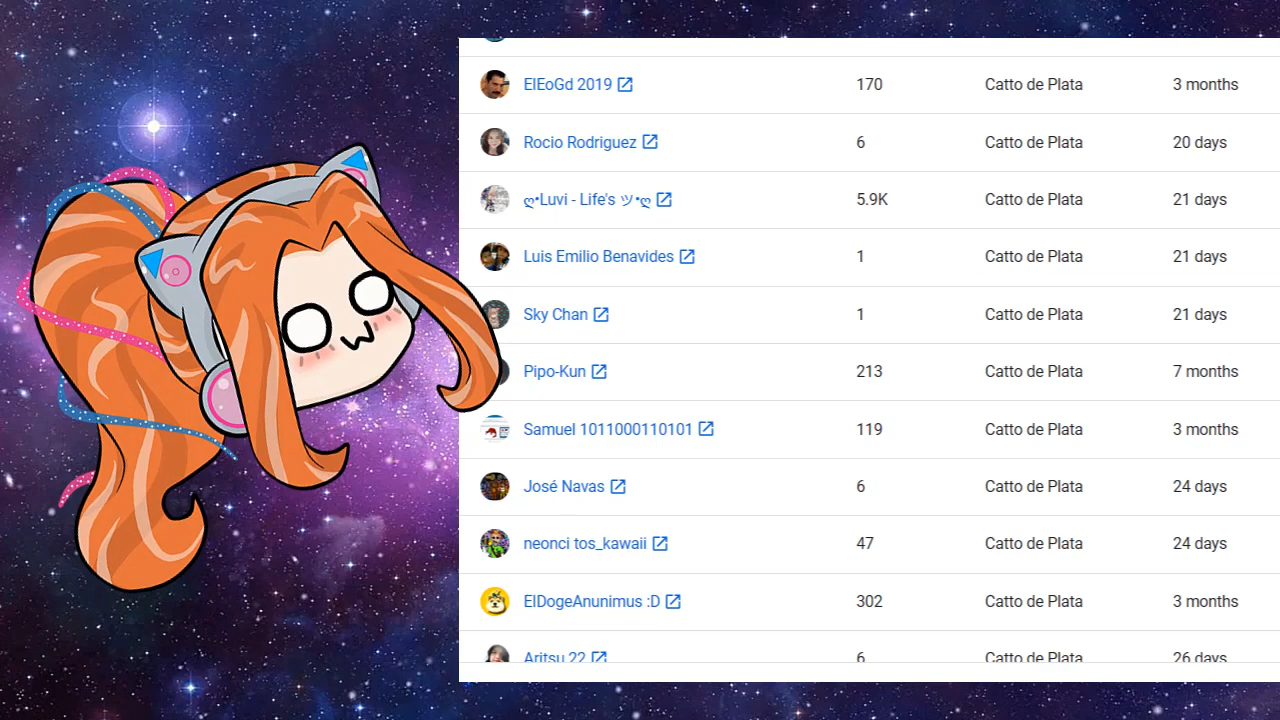 ElEoGd 2019 170 Catto de Plata 3 months
Rocio Rodriguez 6 Catto de Plata 20 days
ღ•Luvi - Life's ツ•ღ 5.9K Catto de Plata 21 days
Luis Emilio Benavides 1 Catto de Plata 21 days
Sky Chan 1 Catto de Plata 21 days
Pipo-Kun 213 Catto de Plata 7 months
Samuel 1011000110101 119 Catto de Plata 3 months
José Navas 6 Catto de Plata 24 days
neonci tos_kawaii 47 Catto de Plata 24 days
ElDogeAnunimus :D 302 Catto de Plata 3 months
Aritsu 22 6 Catto de Plata 26 days